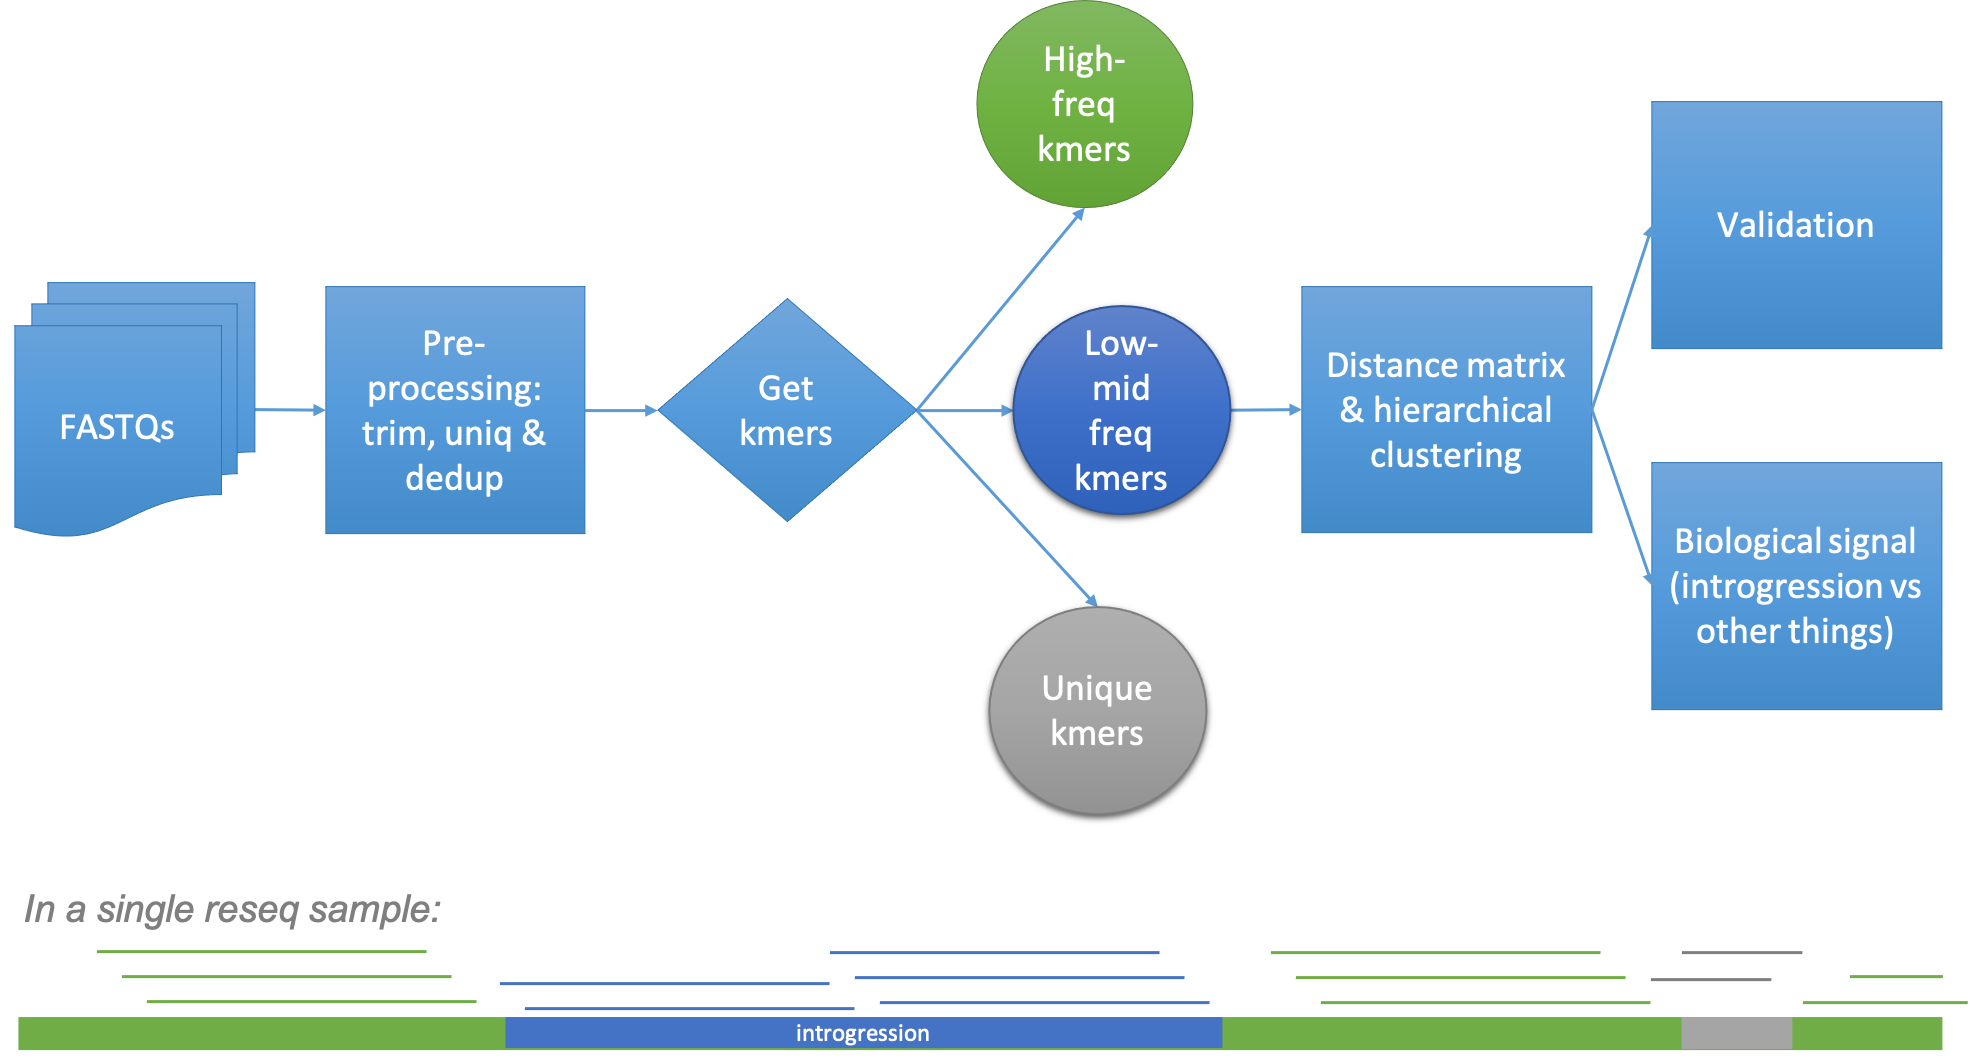 High-
freq
kmers
FASTQs
Pre-
processing:
trim, uniq &
dedup
Get
kmers
Low-
mid
freq
kmers
Distance matrix
& hierarchical
clustering
Validation
Biological signal
(introgression vs
other things)
Unique
kmers
In a single reseq sample:
introgression